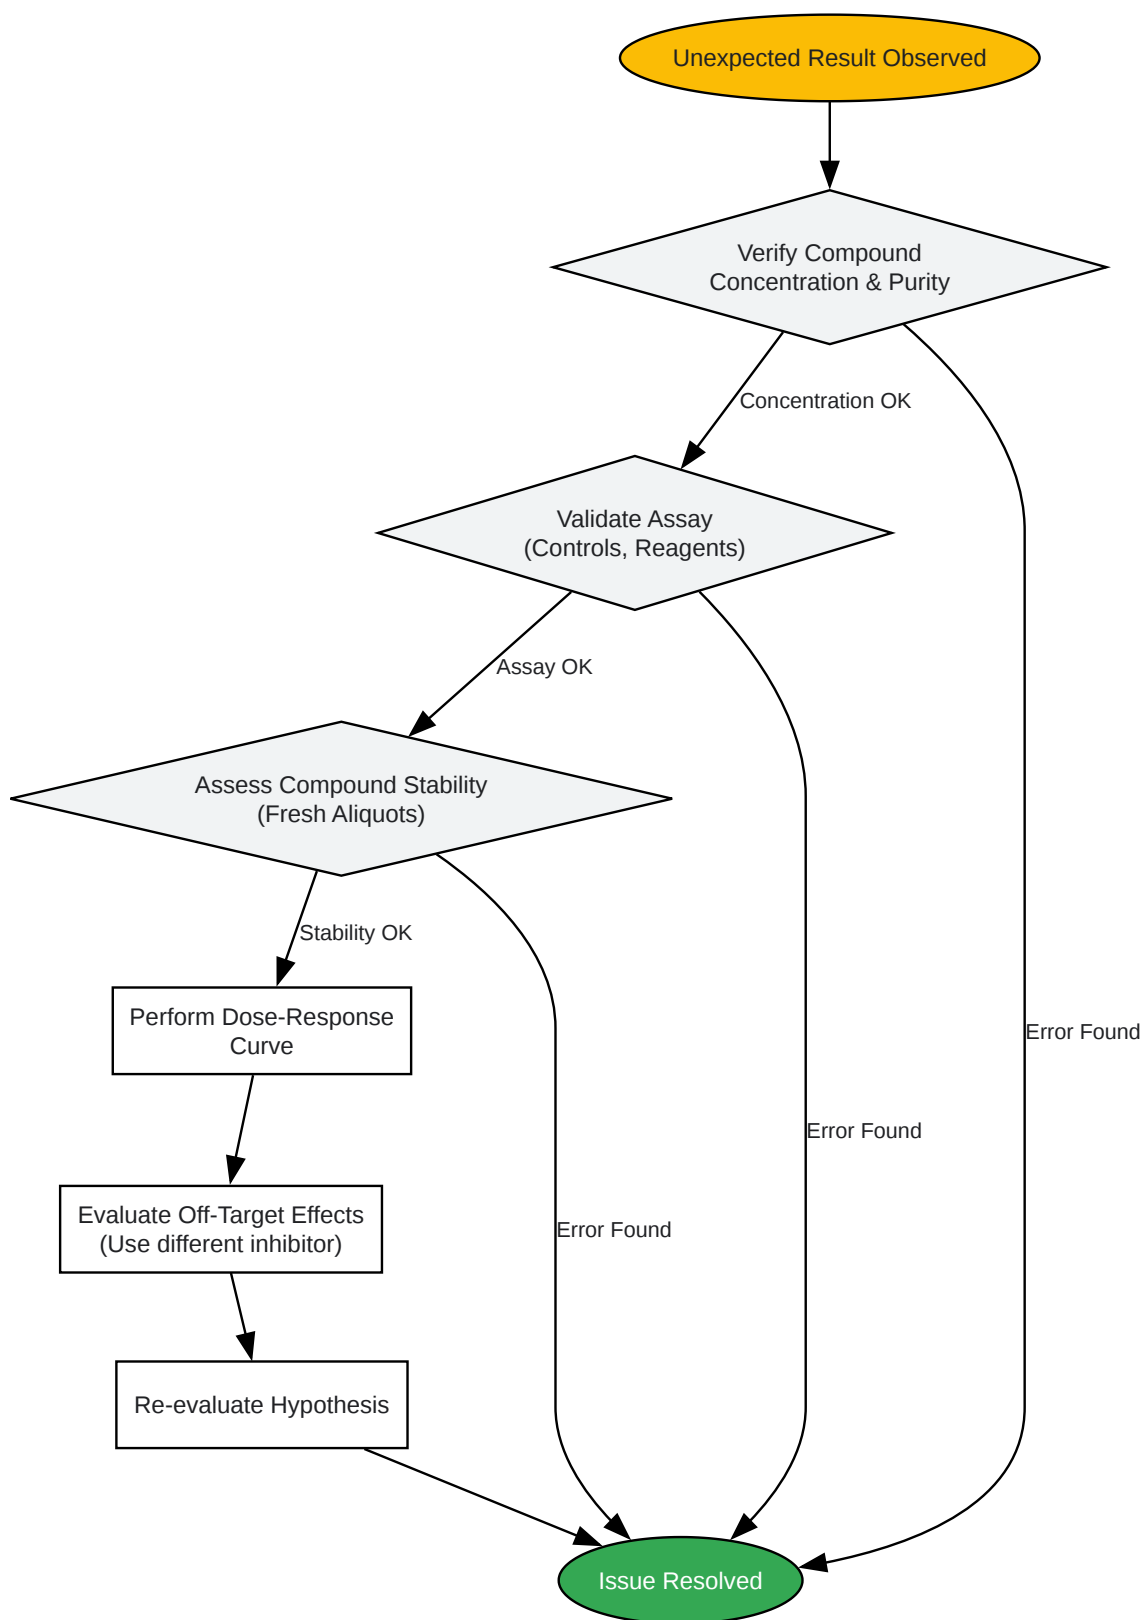 Unexpected Result Observed
Verify Compound
Concentration & Purity
Concentration OK
Validate Assay
(Controls, Reagents)
Assay OK
Assess Compound Stability
(Fresh Aliquots)
Stability OK
Perform Dose-Response
Curve
Error Found
Error Found
Evaluate Off-Target Effects
(Use different inhibitor)
Error Found
Re-evaluate Hypothesis
Issue Resolved